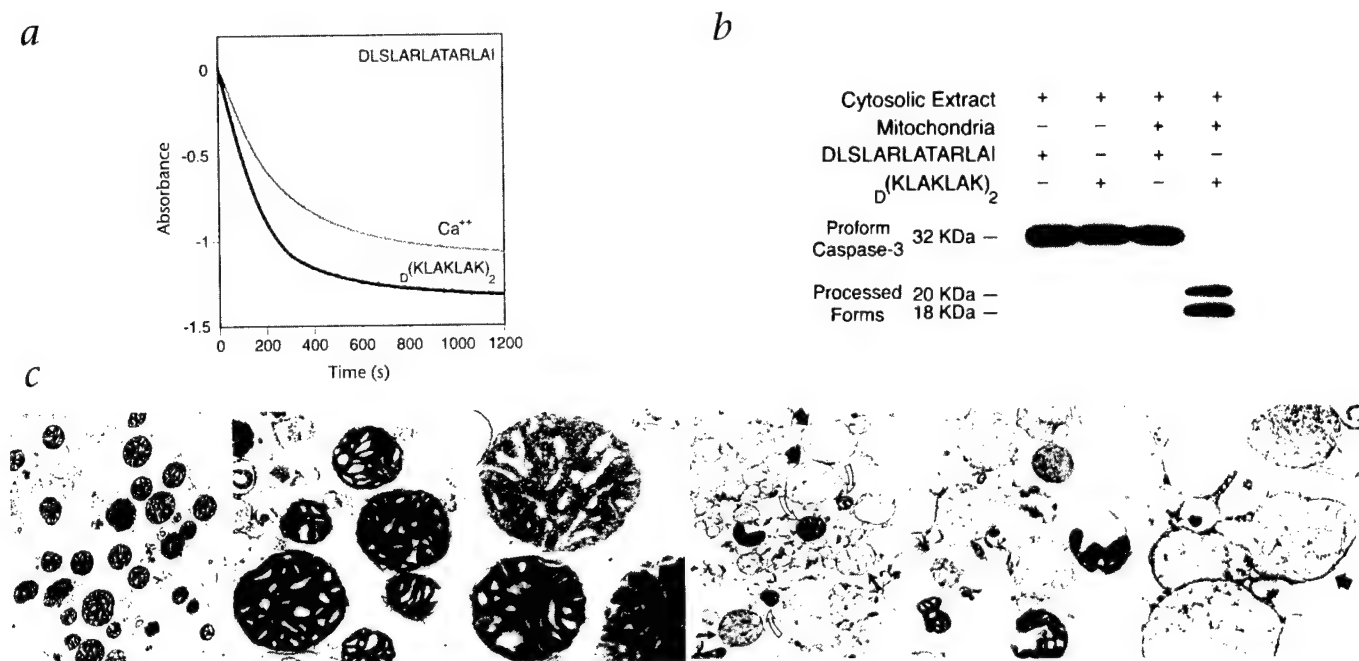 a
DLSLARLATARLAI
0
-0.5
-1
-1.5
Absorbance
Ca⁺⁺
D(KLAKLAK)2
0 200 400 600 800 1000 1200
Time (s)
b
Cytosolic Extract + + + +
Mitochondria – – + +
DLSLARLATARLAI + – + –
D(KLAKLAK)2 – + – +
Proform
Caspase-3 32 KDa –
Processed 20 KDa –
Forms 18 KDa –
c